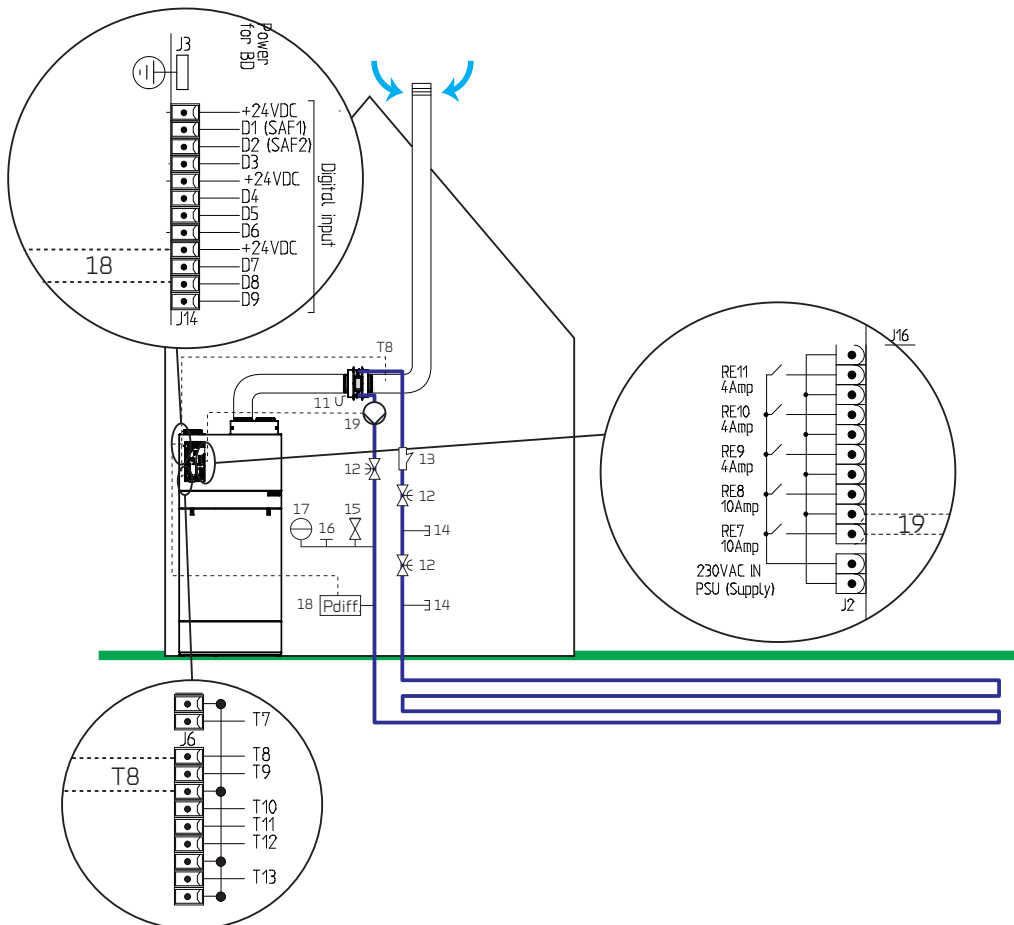 Power
for BD
J3
+24VDC
D1 (SAF1)
D2 (SAF2)
D3
+24VDC
D4
D5
D6
+24VDC
D7
D8
D9
J14
Digital input
18
T8
11
19
12
13
12
14
12
14
17
16
15
18
Pdiff.
J16
RE11
4Amp
RE10
4Amp
RE9
4Amp
RE8
10Amp
RE7
10Amp
19
230VAC IN
PSU (Supply)
J2
T7
J6
T8
T9
T10
T11
T12
T13
T8